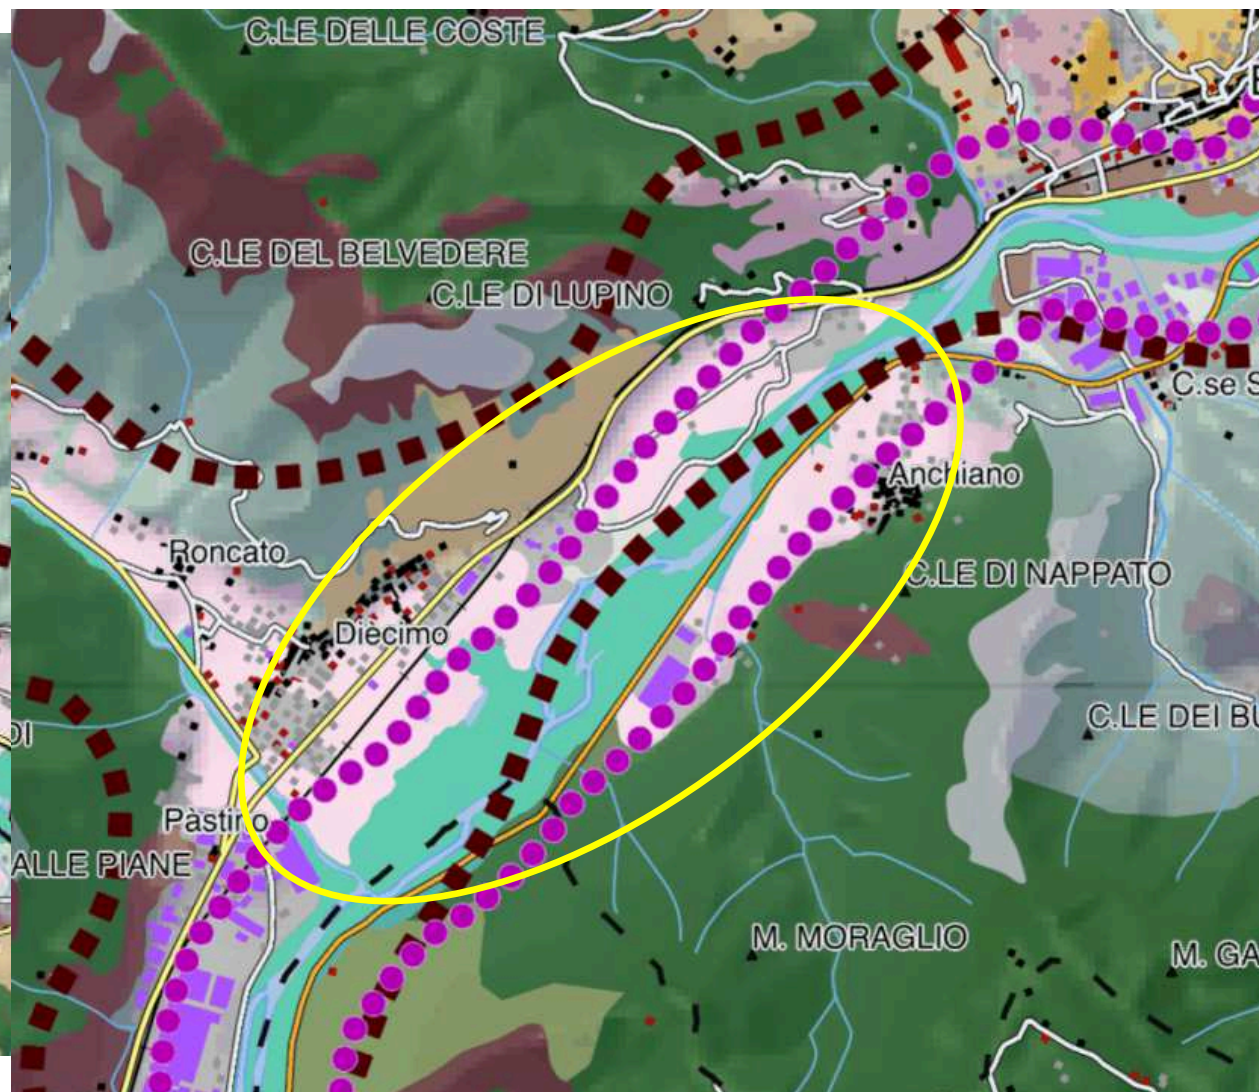 C.LE DELLE COSTE
C.LE DEL BELVEDERE
C.LE DI LUPINO
C.se S
Anchiano
Roncato
C.LE DI NAPPATO
Diecimo
C.LE DEI BU
DI
Pàstino
ALLE PIANE
M. MORAGLIO
M. GA